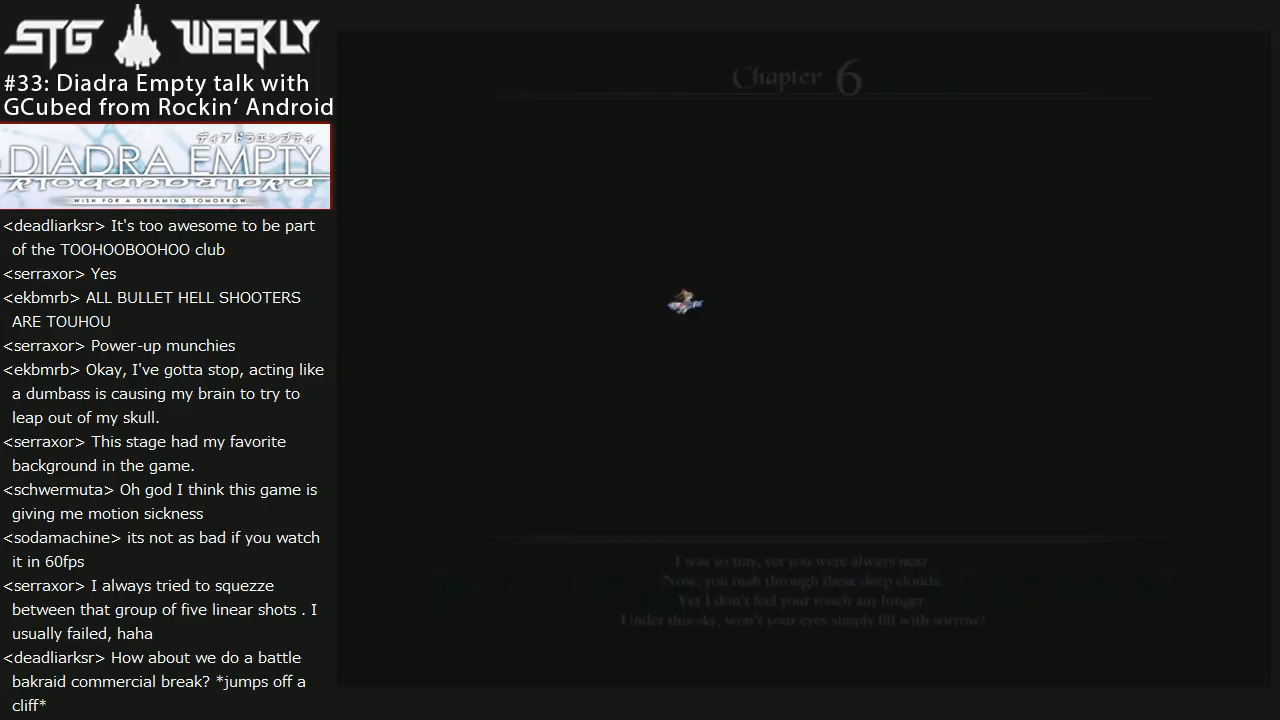 STG WEEKLY
#33: Diadra Empty talk with
GCubed from Rockin‘ Android
ディアドラエンプティ
DIADRA EMPTY
WISH FOR A DREAMING TOMORROW
<deadliarksr> It's too awesome to be part
of the TOOHOOBOOHOO club
<serraxor> Yes
<ekbmrb> ALL BULLET HELL SHOOTERS
ARE TOUHOU
<serraxor> Power-up munchies
<ekbmrb> Okay, I've gotta stop, acting like
a dumbass is causing my brain to try to
leap out of my skull.
<serraxor> This stage had my favorite
background in the game.
<schwermuta> Oh god I think this game is
giving me motion sickness
<sodamachine> its not as bad if you watch
it in 60fps
<serraxor> I always tried to squezze
between that group of five linear shots . I
usually failed, haha
<deadliarksr> How about we do a battle
bakraid commercial break? *jumps off a
cliff*
Chapter 6
I was so tiny, yet you were always near.
Now, you rush through these deep clouds.
Yet I don't feel your touch any longer.
Under this sky, won't your eyes simply fill with sorrow?